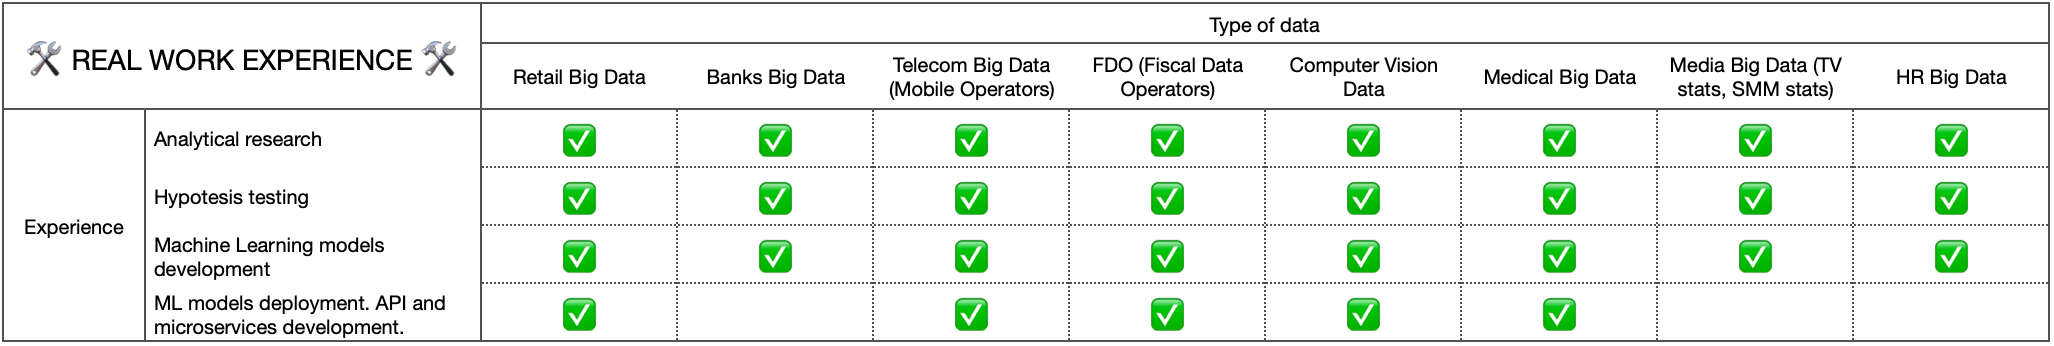 🛠 REAL WORK EXPERIENCE 🛠
Type of data
Retail Big Data
Banks Big Data
Telecom Big Data
(Mobile Operators)
FDO (Fiscal Data
Operators)
Computer Vision
Data
Medical Big Data
Media Big Data (TV
stats, SMM stats)
HR Big Data
Experience
Analytical research
✅ ✅ ✅ ✅ ✅ ✅ ✅ ✅
Hypotesis testing
✅ ✅ ✅ ✅ ✅ ✅ ✅ ✅
Machine Learning models
development
✅ ✅ ✅ ✅ ✅ ✅ ✅ ✅
ML models deployment. API and
microservices development.
✅ ✅ ✅ ✅ ✅